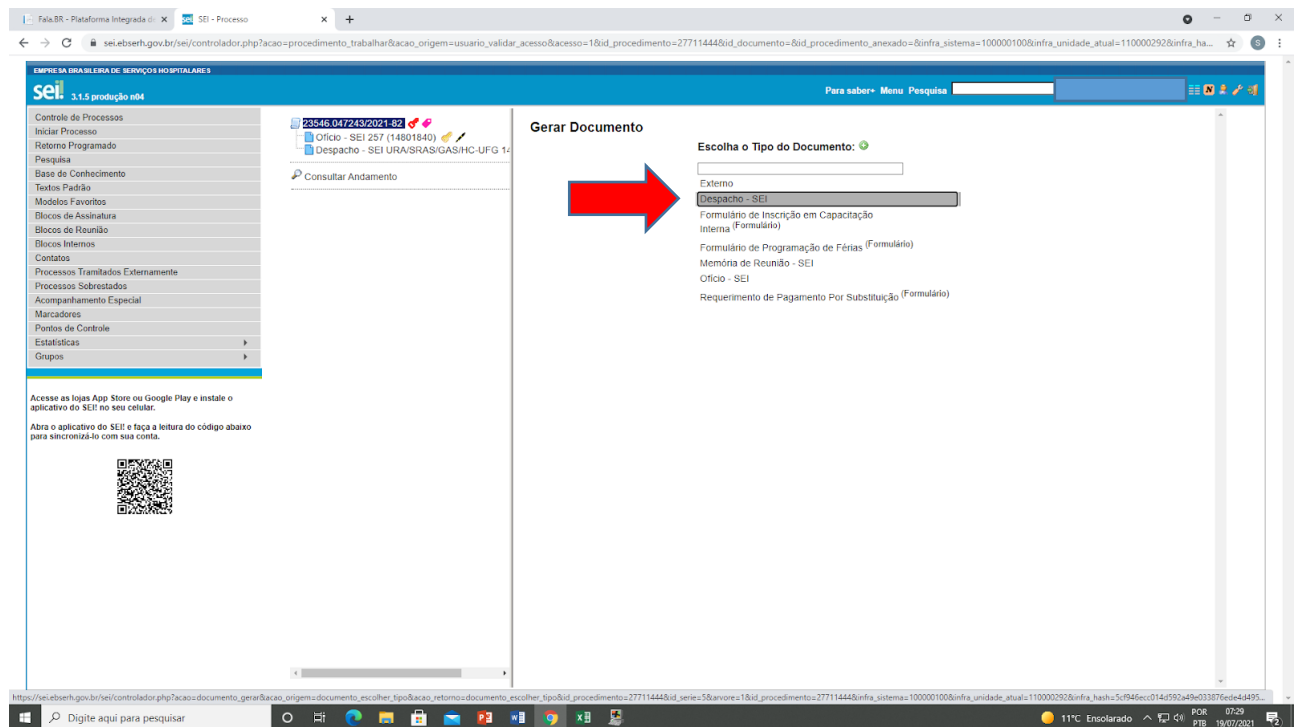 Fala.BR - Plataforma Integrada d
SEI - Processo
sei.ebserh.gov.br/sei/controlador.php?acao=procedimento_trabalhar&acao_origem=usuario_validar_acesso&acesso=1&id_procedimento=27711444&id_documento=&id_procedimento_anexado=&infra_sistema=100000100&infra_unidade_atual=110000292&infra_ha...
S
EMPRESA BRASILEIRA DE SERVIÇOS HOSPITALARES
sei! 3.1.5 produção n04
Para saber+ Menu Pesquisa
Controle de Processos
Iniciar Processo
Retorno Programado
Pesquisa
Base de Conhecimento
Textos Padrão
Modelos Favoritos
Blocos de Assinatura
Blocos de Reunião
Blocos Internos
Contatos
Processos Tramitados Externamente
Processos Sobrestados
Acompanhamento Especial
Marcadores
Pontos de Controle
Estatísticas
Grupos
Acesse as lojas App Store ou Google Play e instale o
aplicativo do SEI! no seu celular.
Abra o aplicativo do SEI! e faça a leitura do código abaixo
para sincronizá-lo com sua conta.
23546.047243/2021-82
Ofício - SEI 257 (14801840)
Despacho - SEI URA/SRAS/GAS/HC-UFG 14
Consultar Andamento
Gerar Documento
Escolha o Tipo do Documento:
Externo
Despacho - SEI
Formulário de Inscrição em Capacitação
Interna (Formulário)
Formulário de Programação de Férias (Formulário)
Memória de Reunião - SEI
Ofício - SEI
Requerimento de Pagamento Por Substituição (Formulário)
https://sei.ebserh.gov.br/sei/controlador.php?acao=documento_gerar&acao_origem=documento_escolher_tipo&acao_retorno=documento_escolher_tipo&id_procedimento=27711444&id_serie=5&arvore=1&id_procedimento=27711444&infra_sistema=100000100&infra_unidade_atual=110000292&infra_hash=5cf946ecc014d592a49e033876ede4d495...
Digite aqui para pesquisar
11°C Ensolarado
POR
PTB
07:29
19/07/2021
2